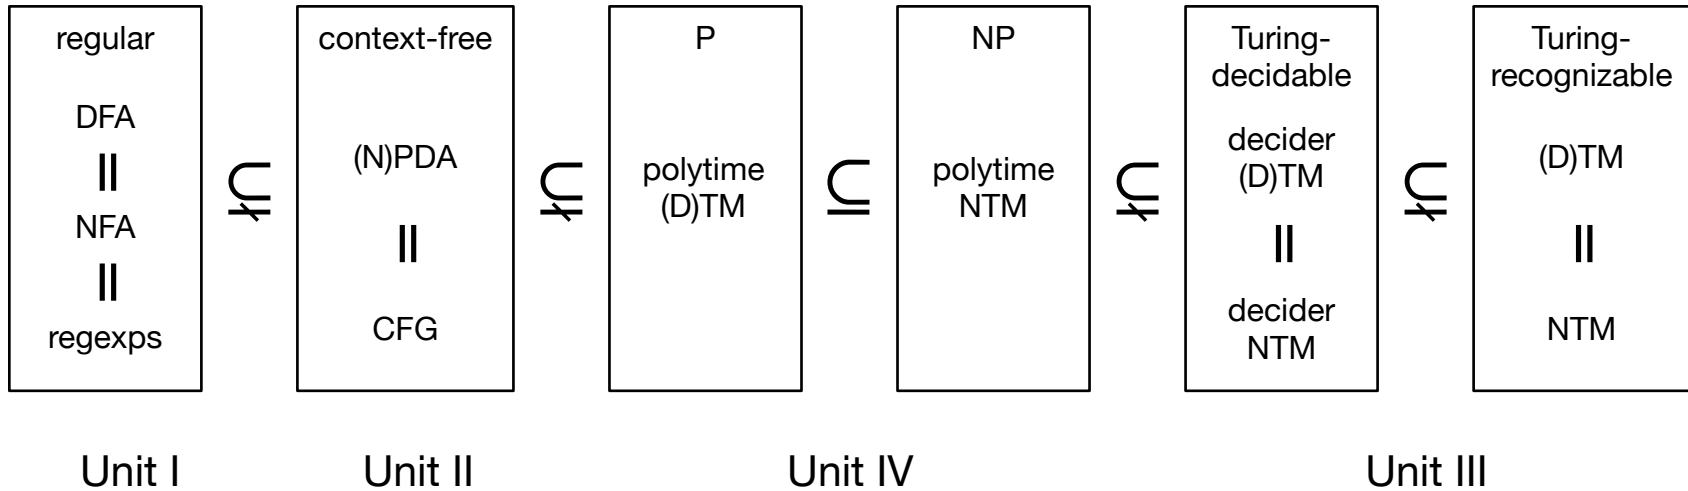 regular
DFA
=
NFA
=
regexps
⊊
context-free
(N)PDA
=
CFG
⊊
P
polytime
(D)TM
⊆
NP
polytime
NTM
⊊
Turing-
decidable
decider
(D)TM
=
decider
NTM
⊊
Turing-
recognizable
(D)TM
=
NTM
Unit I
Unit II
Unit IV
Unit III